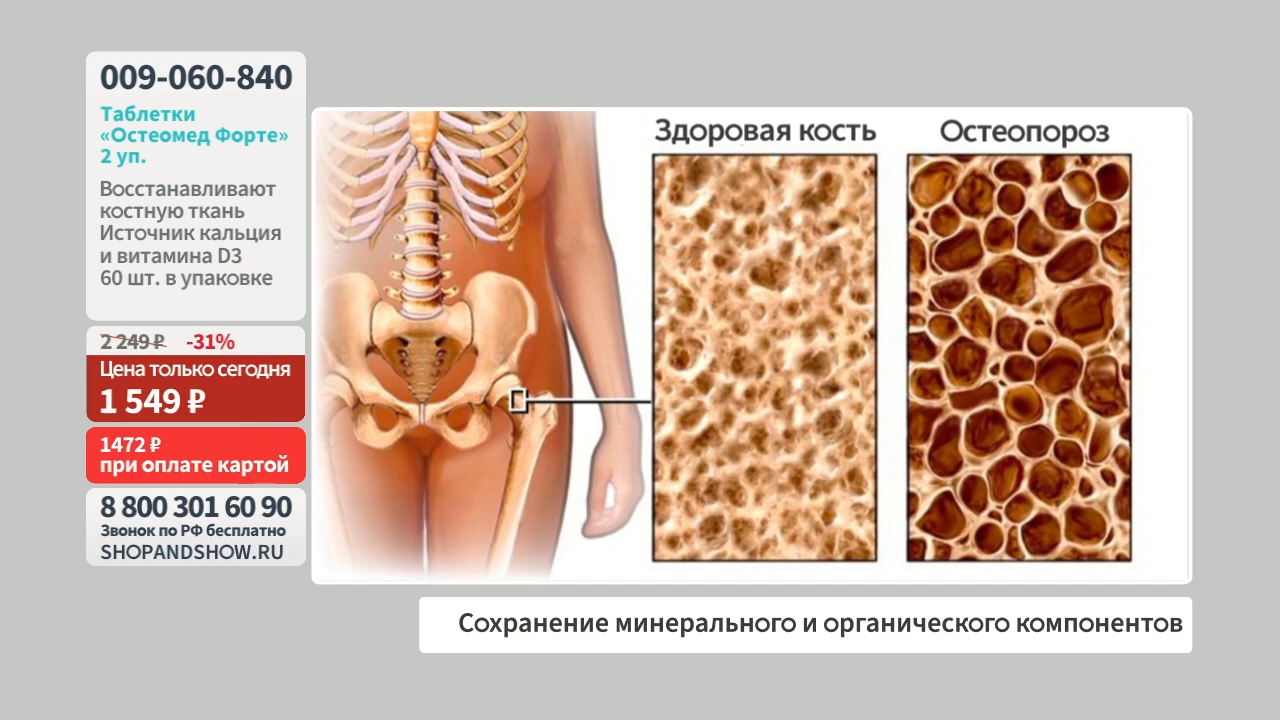 009-060-840
Таблетки
«Остеомед Форте»
2 уп.
Восстанавливают
костную ткань
Источник кальция
и витамина D3
60 шт. в упаковке
2 249 ₽ -31%
Цена только сегодня
1 549 ₽
1472 ₽
при оплате картой
8 800 301 60 90
Звонок по РФ бесплатно
SHOPANDSHOW.RU
Здоровая кость
Остеопороз
Сохранение минерального и органического компонентов